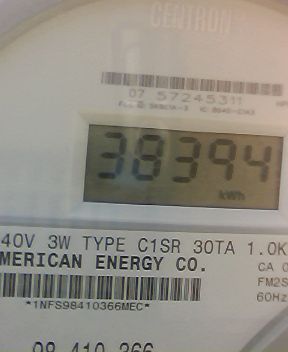 CENTRON
07 57245311
38394
kWh
40V 3W TYPE C1SR 30TA 1.0K
MERICAN ENERGY CO.
CA 0
FM2S
60Hz
*1NFS98410366MEC*
98 410 366